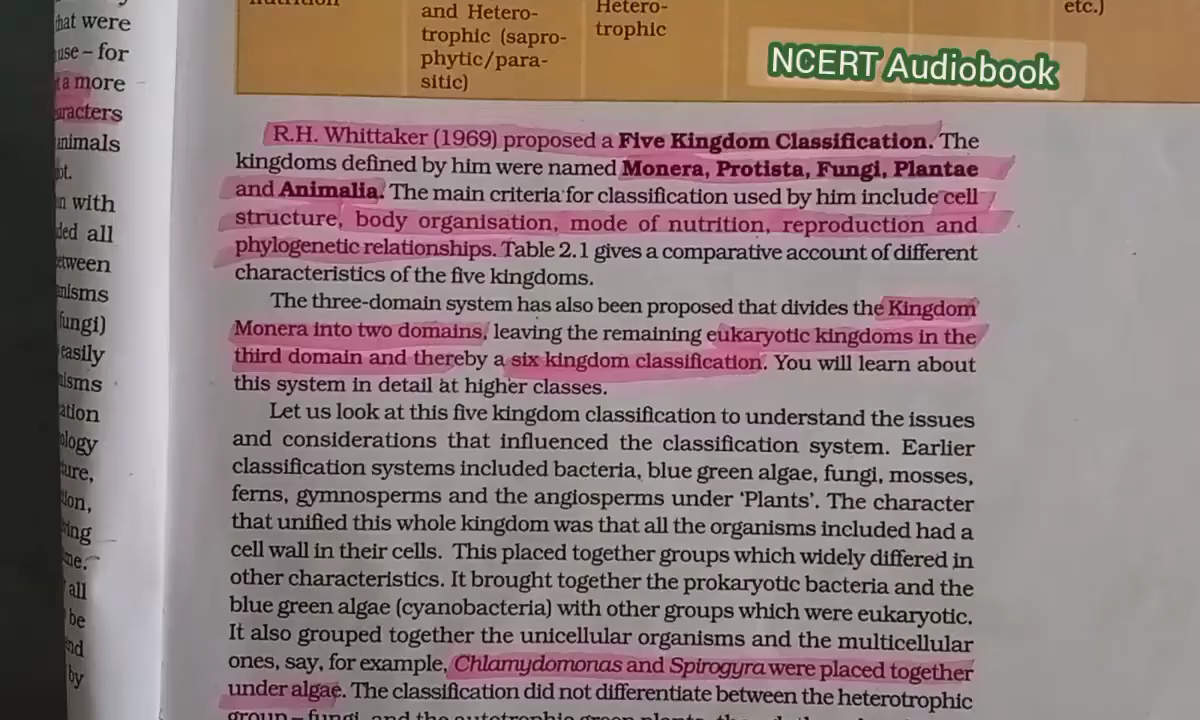 and Hetero-
trophic (sapro-
phytic/para-
sitic)
Hetero-
trophic
etc.)
NCERT Audiobook
that were
use – for
a more
characters
animals
not.
with
all
between
fungi)
easily
all
be
by
R.H. Whittaker (1969) proposed a Five Kingdom Classification. The
kingdoms defined by him were named Monera, Protista, Fungi, Plantae
and Animalia. The main criteria for classification used by him include cell
structure, body organisation, mode of nutrition, reproduction and
phylogenetic relationships. Table 2.1 gives a comparative account of different
characteristics of the five kingdoms.
The three-domain system has also been proposed that divides the Kingdom
Monera into two domains, leaving the remaining eukaryotic kingdoms in the
third domain and thereby a six kingdom classification. You will learn about
this system in detail at higher classes.
Let us look at this five kingdom classification to understand the issues
and considerations that influenced the classification system. Earlier
classification systems included bacteria, blue green algae, fungi, mosses,
ferns, gymnosperms and the angiosperms under ‘Plants’. The character
that unified this whole kingdom was that all the organisms included had a
cell wall in their cells. This placed together groups which widely differed in
other characteristics. It brought together the prokaryotic bacteria and the
blue green algae (cyanobacteria) with other groups which were eukaryotic.
It also grouped together the unicellular organisms and the multicellular
ones, say, for example, Chlamydomonas and Spirogyra were placed together
under algae. The classification did not differentiate between the heterotrophic
group – fungi, and the autotrophic green plants, though